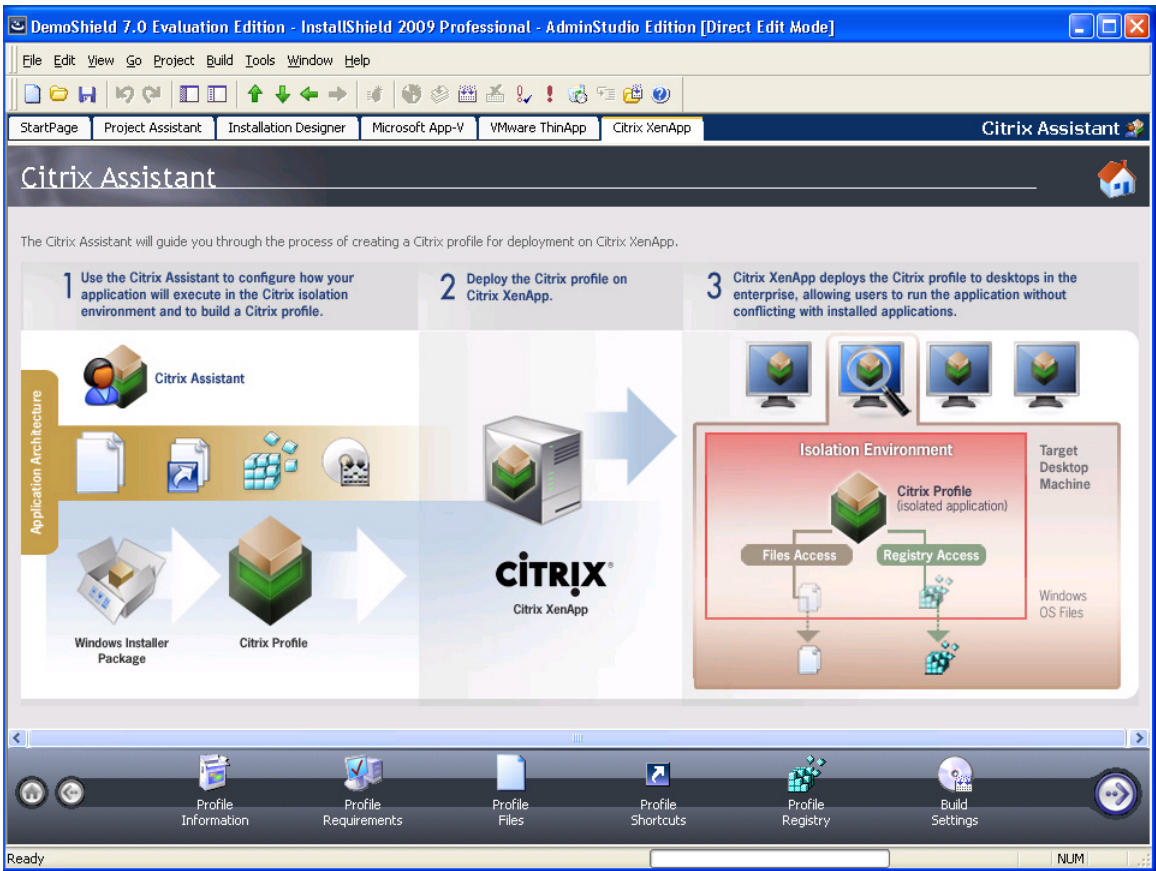 DemoShield 7.0 Evaluation Edition - InstallShield 2009 Professional - AdminStudio Edition [Direct Edit Mode]
File Edit View Go Project Build Tools Window Help
StartPage Project Assistant Installation Designer Microsoft App-V VMware ThinApp Citrix XenApp Citrix Assistant
Citrix Assistant
The Citrix Assistant will guide you through the process of creating a Citrix profile for deployment on Citrix XenApp.
1 Use the Citrix Assistant to configure how your
application will execute in the Citrix isolation
environment and to build a Citrix profile.
2 Deploy the Citrix profile on
Citrix XenApp.
3 Citrix XenApp deploys the Citrix profile to desktops in the
enterprise, allowing users to run the application without
conflicting with installed applications.
Application Architecture
Citrix Assistant
Windows Installer
Package
Citrix Profile
CITRIX®
Citrix XenApp
Isolation Environment
Citrix Profile
(isolated application)
Files Access
Registry Access
Target
Desktop
Machine
Windows
OS Files
Profile
Information
Profile
Requirements
Profile
Files
Profile
Shortcuts
Profile
Registry
Build
Settings
Ready
NUM